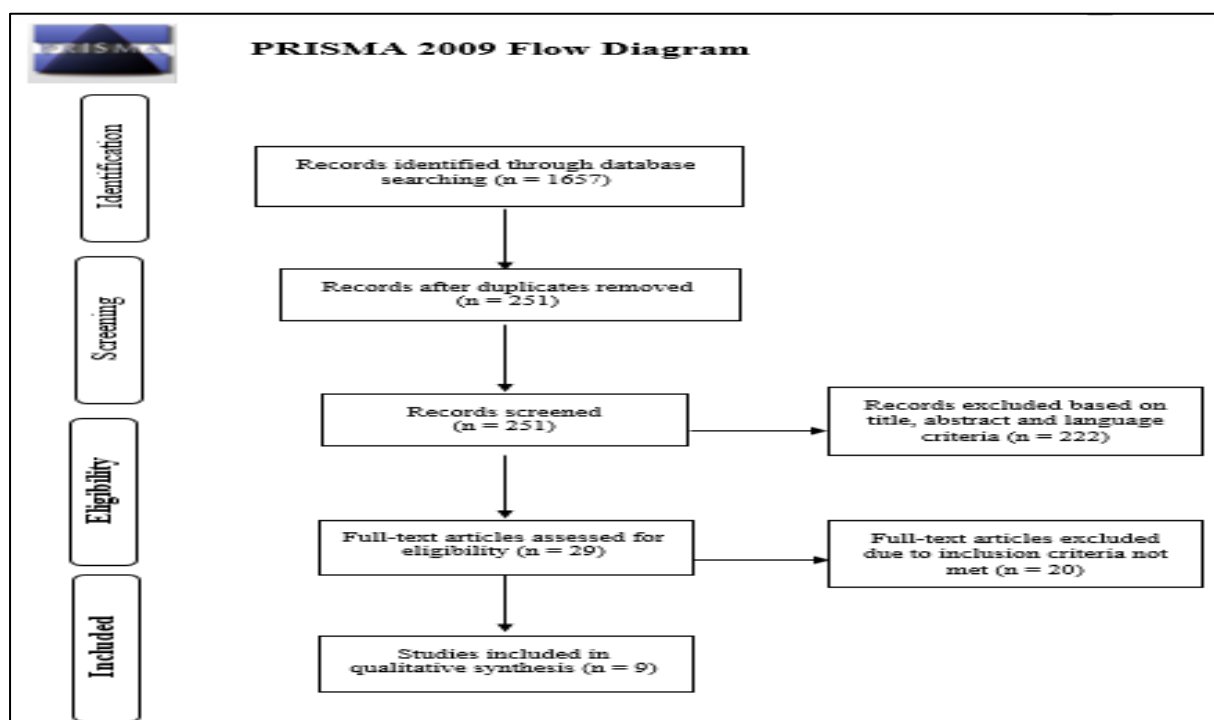 PRISMA
PRISMA 2009 Flow Diagram
Identification
Records identified through database
searching (n = 1657)
Screening
Records after duplicates removed
(n = 251)
Records screened
(n = 251)
Records excluded based on
title, abstract and language
criteria (n = 222)
Eligibility
Full-text articles assessed for
eligibility (n = 29)
Full-text articles excluded
due to inclusion criteria not
met (n = 20)
Included
Studies included in
qualitative synthesis (n = 9)